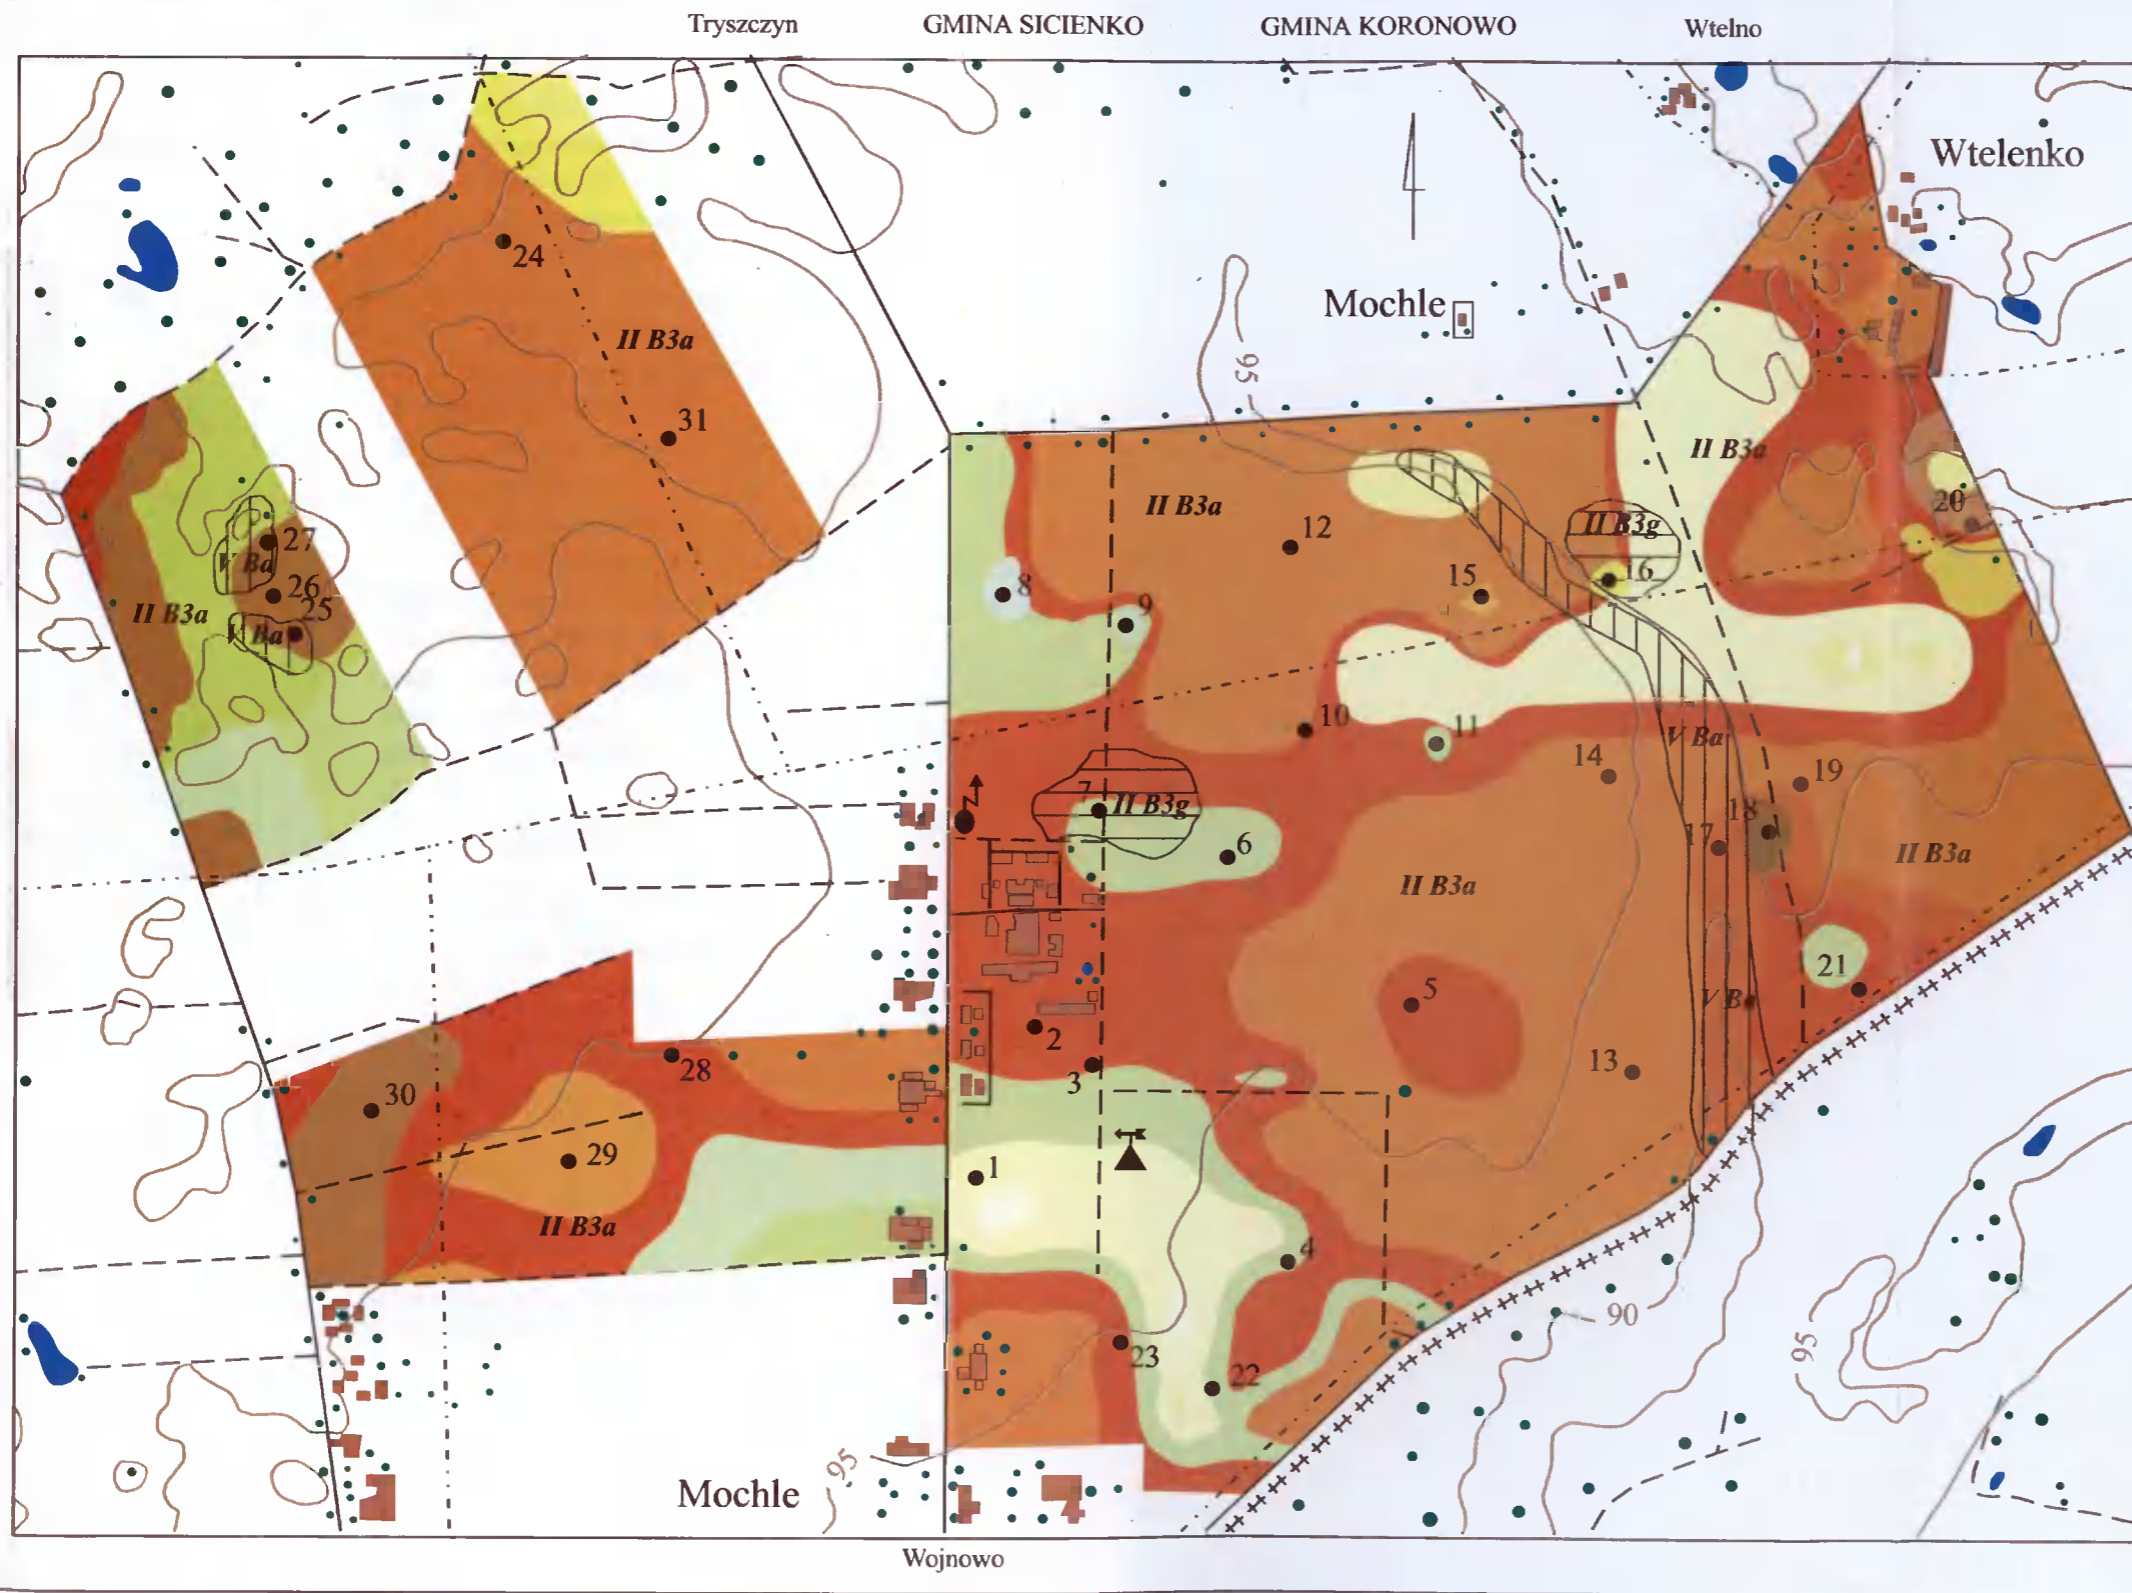 Tryszczyn GMINA SICIENKO GMINA KORONOWO Wtelno
Wtelenko
24
II B3a
Mochle
95
31
II B3a
II B3a
12
II B3g
20
27
V Ba
26
25
II B3a
V Ba
8
9
15
16
10
11
V Ba
14
19
7
II B3g
18
17
6
II B3a
II B3a
21
5
V Ba
2
3
13
28
30
29
1
II B3a
4
90
95
23
22
95
Mochle
Wojnowo